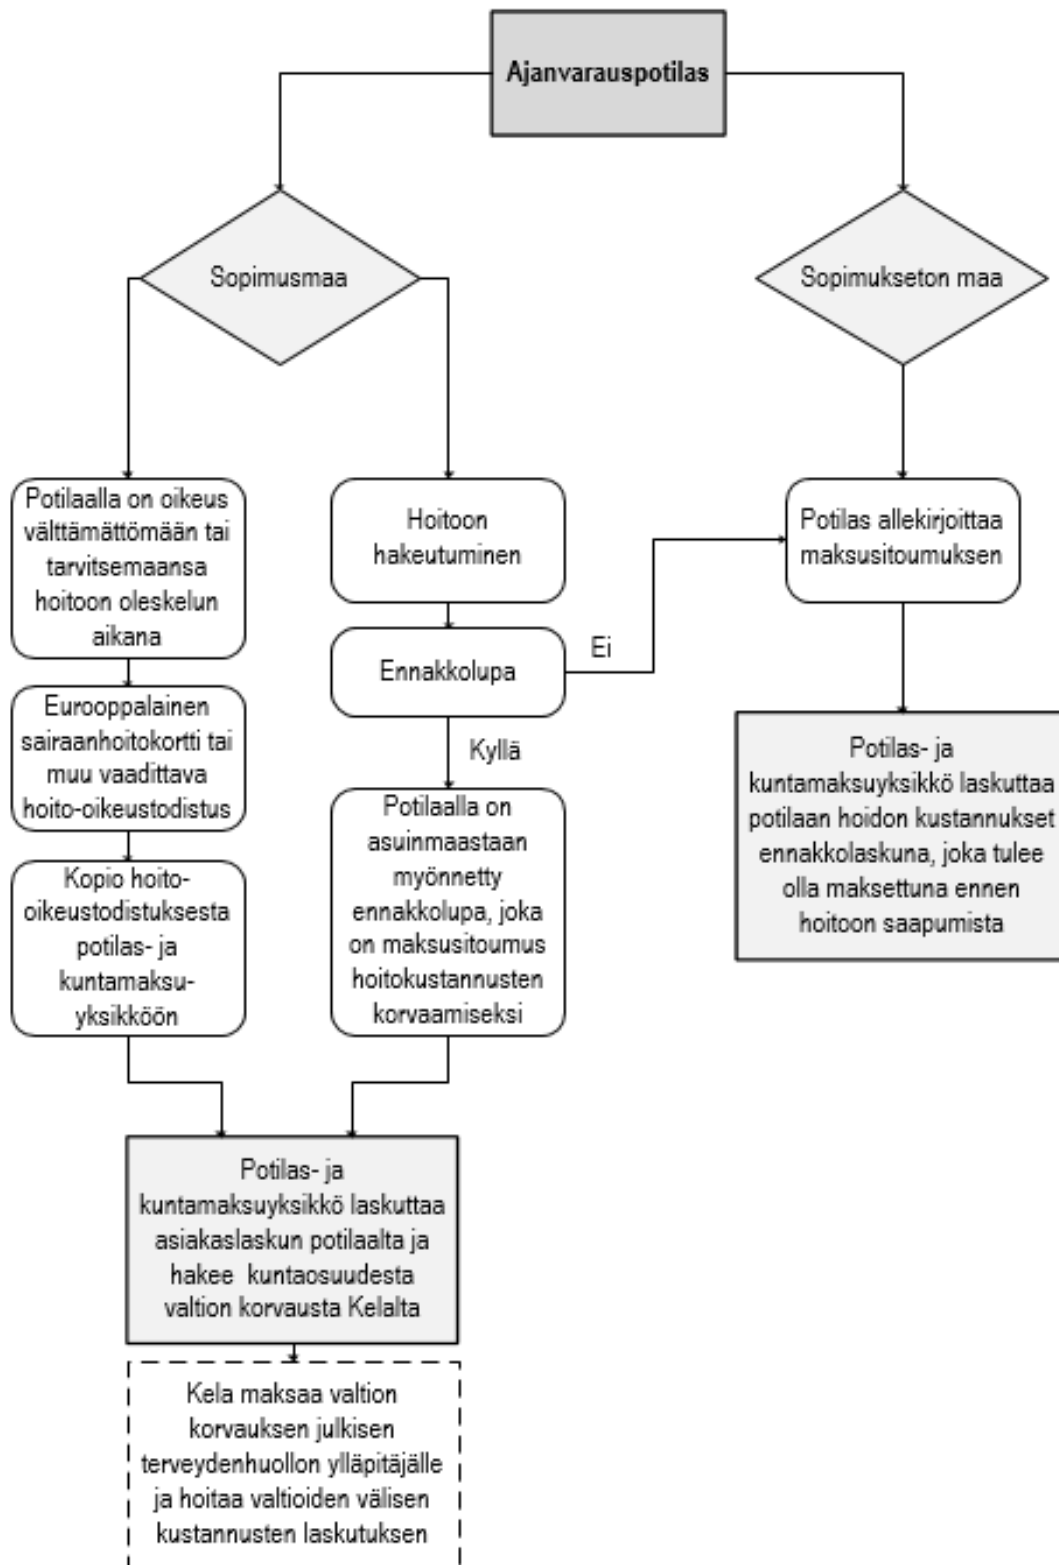 Ajanvarauspotilas
Sopimusmaa
Sopimukseton maa
Potilaalla on oikeus
välttämättömään tai
tarvitsemaansa
hoitoon oleskelun
aikana
Hoitoon
hakeutuminen
Potilas allekirjoittaa
maksusitoumuksen
Ennakkolupa
Ei
Eurooppalainen
sairaanhoitokortti tai
muu vaadittava
hoito-oikeustodistus
Kyllä
Potilas- ja
kuntamaksuyksikkö laskuttaa
potilaan hoidon kustannukset
ennakkolaskuna, joka tulee
olla maksettuna ennen
hoitoon saapumista
Potilaalla on
asuinmaastaan
myönnetty
ennakkolupa, joka
on maksusitoumus
hoitokustannusten
korvaamiseksi
Kopio hoito-
oikeustodistuksesta
potilas- ja
kuntamaksu-
yksikköön
Potilas- ja
kuntamaksuyksikkö laskuttaa
asiakaslaskun potilaalta ja
hakee kuntaosuudesta
valtion korvausta Kelalta
Kela maksaa valtion
korvauksen julkisen
terveydenhuollon ylläpitäjälle
ja hoitaa valtioiden välisen
kustannusten laskutuksen